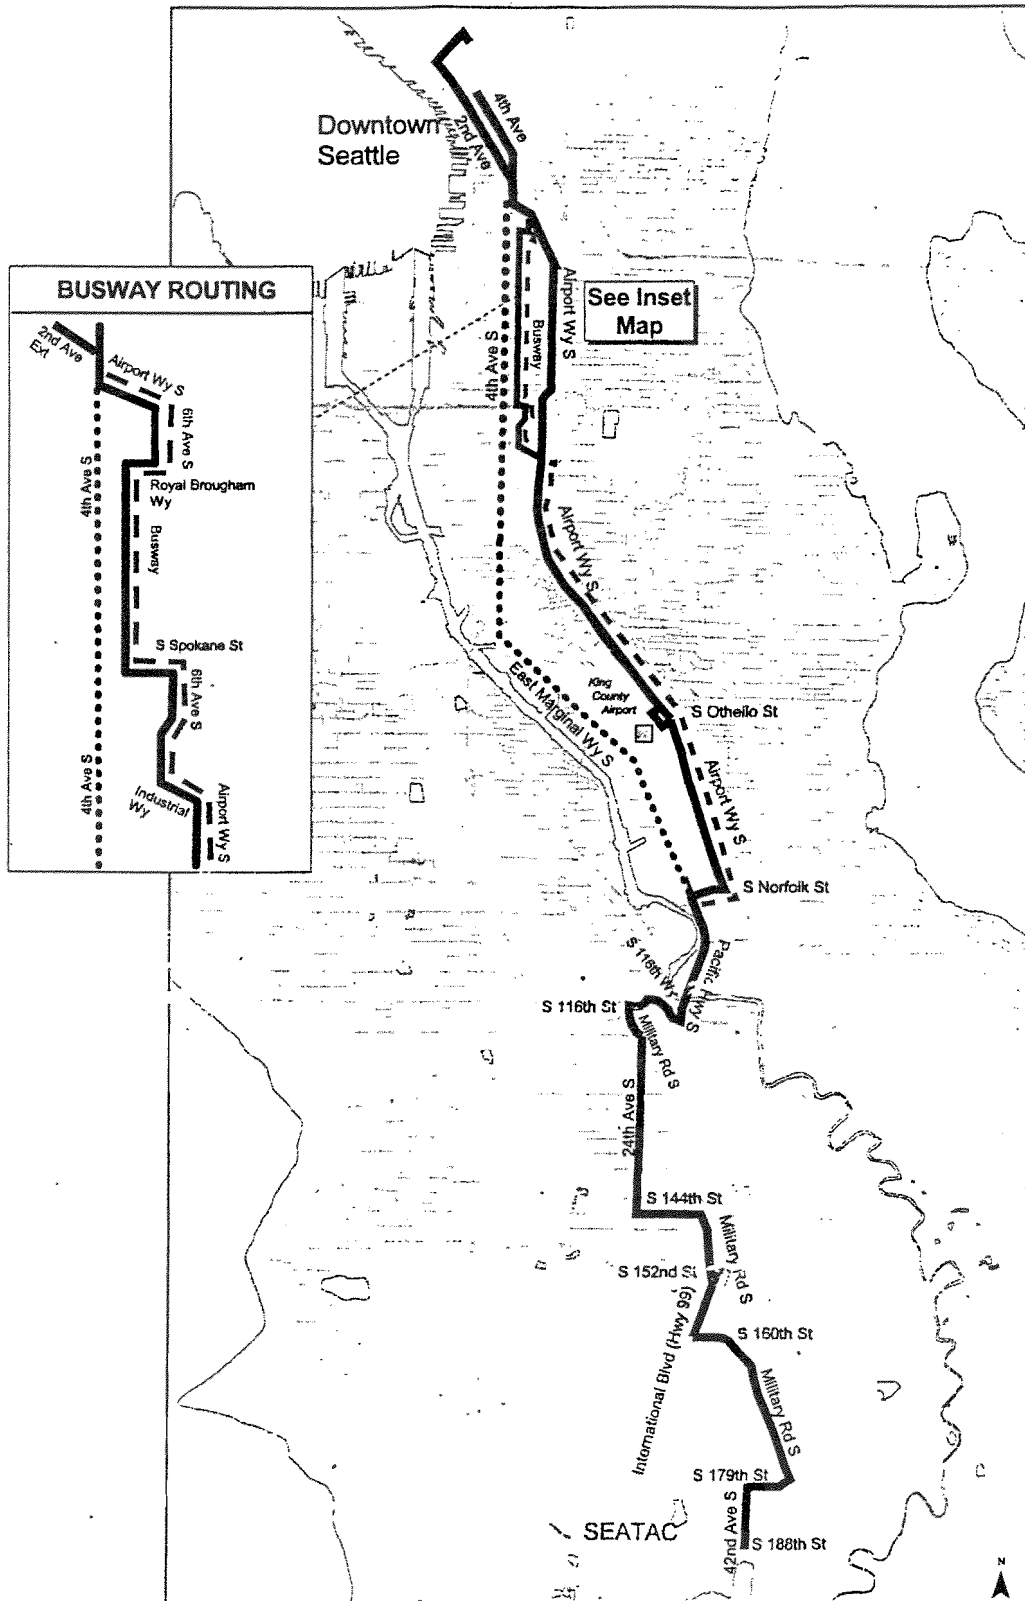 4th Ave
2nd Ave
Downtown
Seattle
BUSWAY ROUTING
2nd Ave
Ext
Airport Wy S
6th Ave S
4th Ave S
Royal Brougham
Wy
Busway
S Spokane St
6th Ave S
4th Ave S
Industrial
Wy
Airport Wy S
See Inset
Map
Airport Wy S
Busway
4th Ave S
Airport Wy S
East Marginal Wy S
King
County
Airport
S Othello St
Airport Wy S
S Norfolk St
S 116th Wy
Pacific Hwy S
S 116th St
Military Rd S
24th Ave S
S 144th St
Military Rd S
S 152nd St
International Blvd (Hwy 99)
S 160th St
Military Rd S
S 179th St
42nd Ave S
SEATAC
S 188th St
N